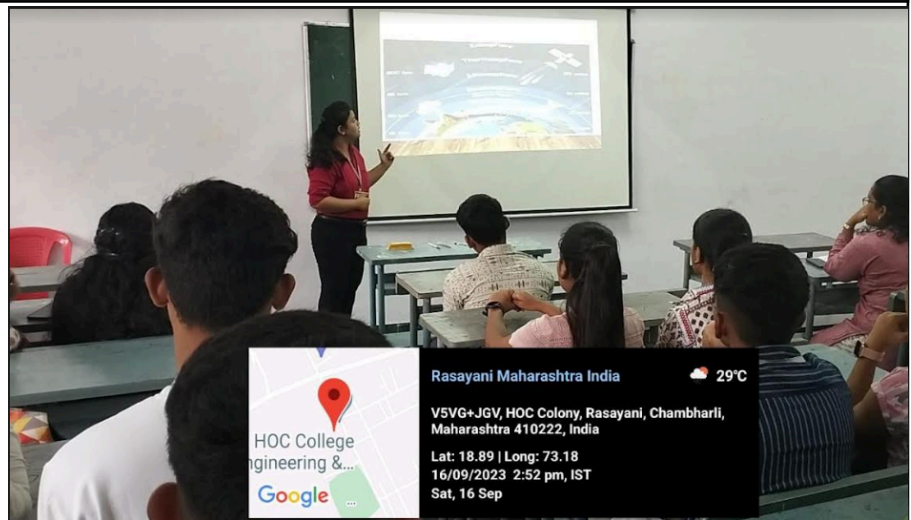 Rasayani Maharashtra India
29°C
V5VG+JGV, HOC Colony, Rasayani, Chambharli,
Maharashtra 410222, India
Lat: 18.89 | Long: 73.18
16/09/2023 2:52 pm, IST
Sat, 16 Sep
HOC College
ngineering &...
Google